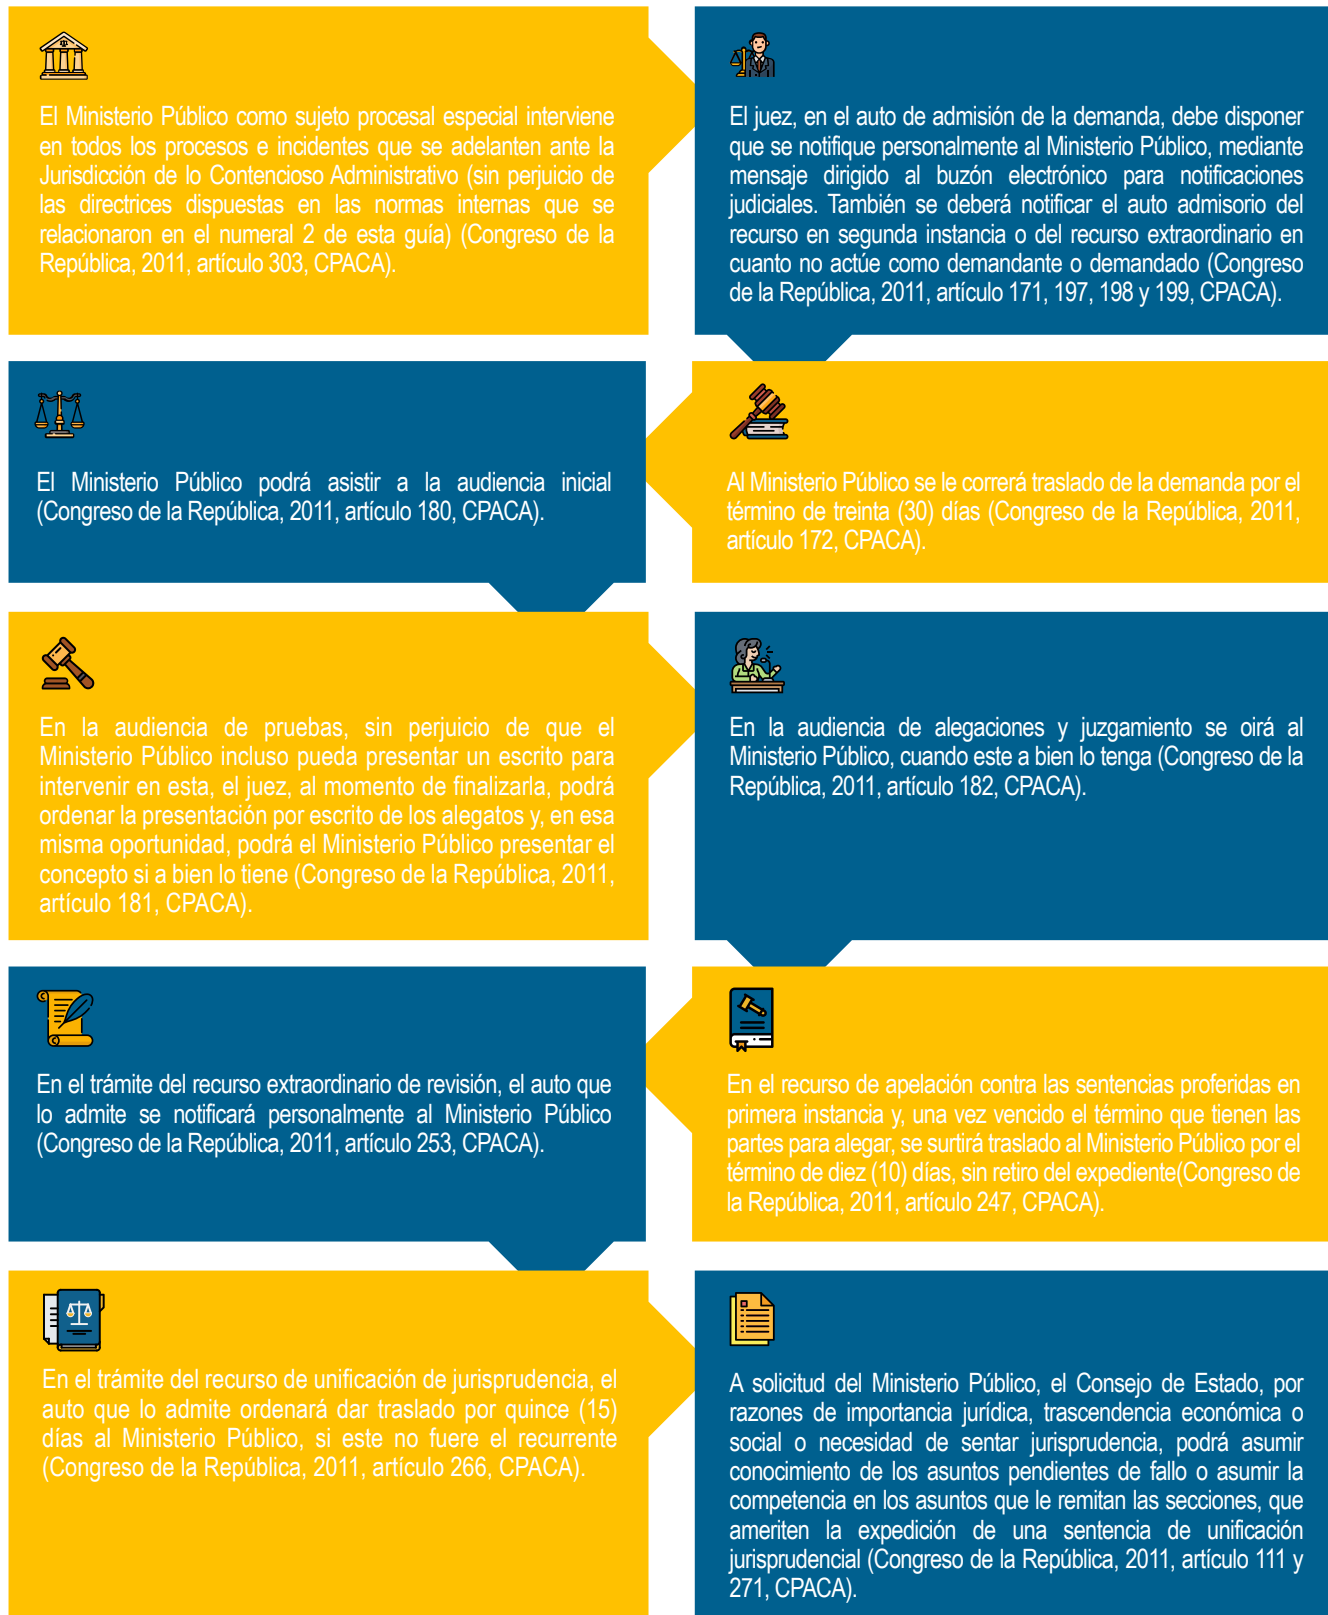 El Ministerio Público como sujeto procesal especial interviene
en todos los procesos e incidentes que se adelanten ante la
Jurisdicción de lo Contencioso Administrativo (sin perjuicio de
las directrices dispuestas en las normas internas que se
relacionaron en el numeral 2 de esta guía) (Congreso de la
República, 2011, artículo 303, CPACA).
El juez, en el auto de admisión de la demanda, debe disponer
que se notifique personalmente al Ministerio Público, mediante
mensaje dirigido al buzón electrónico para notificaciones
judiciales. También se deberá notificar el auto admisorio del
recurso en segunda instancia o del recurso extraordinario en
cuanto no actúe como demandante o demandado (Congreso
de la República, 2011, artículo 171, 197, 198 y 199, CPACA).
Al Ministerio Público se le correrá traslado de la demanda por el
término de treinta (30) días (Congreso de la República, 2011,
artículo 172, CPACA).
El Ministerio Público podrá asistir a la audiencia inicial
(Congreso de la República, 2011, artículo 180, CPACA).
En la audiencia de pruebas, sin perjuicio de que el
Ministerio Público incluso pueda presentar un escrito para
intervenir en esta, el juez, al momento de finalizarla, podrá
ordenar la presentación por escrito de los alegatos y, en esa
misma oportunidad, podrá el Ministerio Público presentar el
concepto si a bien lo tiene (Congreso de la República, 2011,
artículo 181, CPACA).
En la audiencia de alegaciones y juzgamiento se oirá al
Ministerio Público, cuando este a bien lo tenga (Congreso de la
República, 2011, artículo 182, CPACA).
En el recurso de apelación contra las sentencias proferidas en
primera instancia y, una vez vencido el término que tienen las
partes para alegar, se surtirá traslado al Ministerio Público por el
término de diez (10) días, sin retiro del expediente(Congreso de
la República, 2011, artículo 247, CPACA).
En el trámite del recurso extraordinario de revisión, el auto que
lo admite se notificará personalmente al Ministerio Público
(Congreso de la República, 2011, artículo 253, CPACA).
En el trámite del recurso de unificación de jurisprudencia, el
auto que lo admite ordenará dar traslado por quince (15)
días al Ministerio Público, si este no fuere el recurrente
(Congreso de la República, 2011, artículo 266, CPACA).
A solicitud del Ministerio Público, el Consejo de Estado, por
razones de importancia jurídica, trascendencia económica o
social o necesidad de sentar jurisprudencia, podrá asumir
conocimiento de los asuntos pendientes de fallo o asumir la
competencia en los asuntos que le remitan las secciones, que
ameriten la expedición de una sentencia de unificación
jurisprudencial (Congreso de la República, 2011, artículo 111 y
271, CPACA).